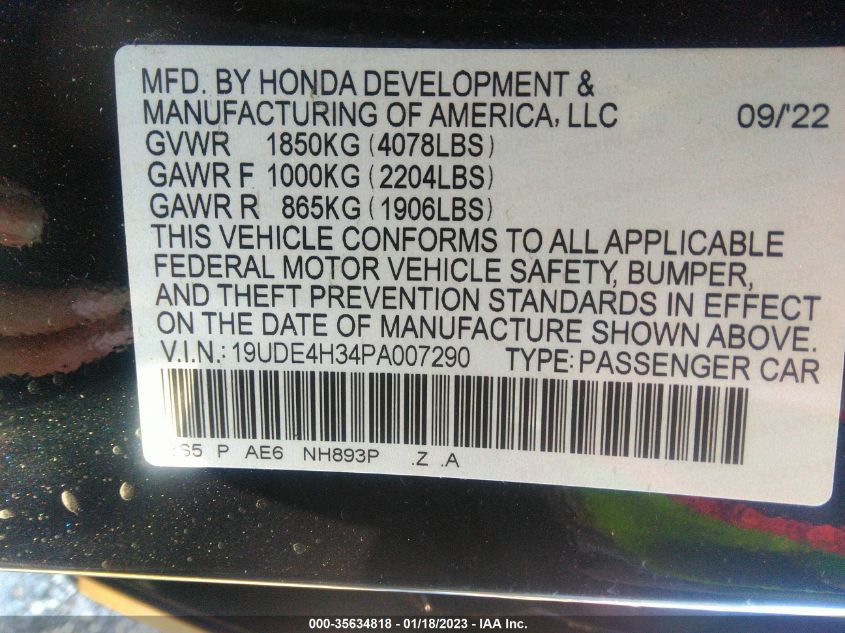 MFD. BY HONDA DEVELOPMENT &
MANUFACTURING OF AMERICA, LLC 09/'22
GVWR 1850KG (4078LBS)
GAWR F 1000KG (2204LBS)
GAWR R 865KG (1906LBS)
THIS VEHICLE CONFORMS TO ALL APPLICABLE
FEDERAL MOTOR VEHICLE SAFETY, BUMPER,
AND THEFT PREVENTION STANDARDS IN EFFECT
ON THE DATE OF MANUFACTURE SHOWN ABOVE.
V.I.N.: 19UDE4H34PA007290 TYPE: PASSENGER CAR
P AE6 NH893P .Z .A
000-35634818 - 01/18/2023 - IAA Inc.